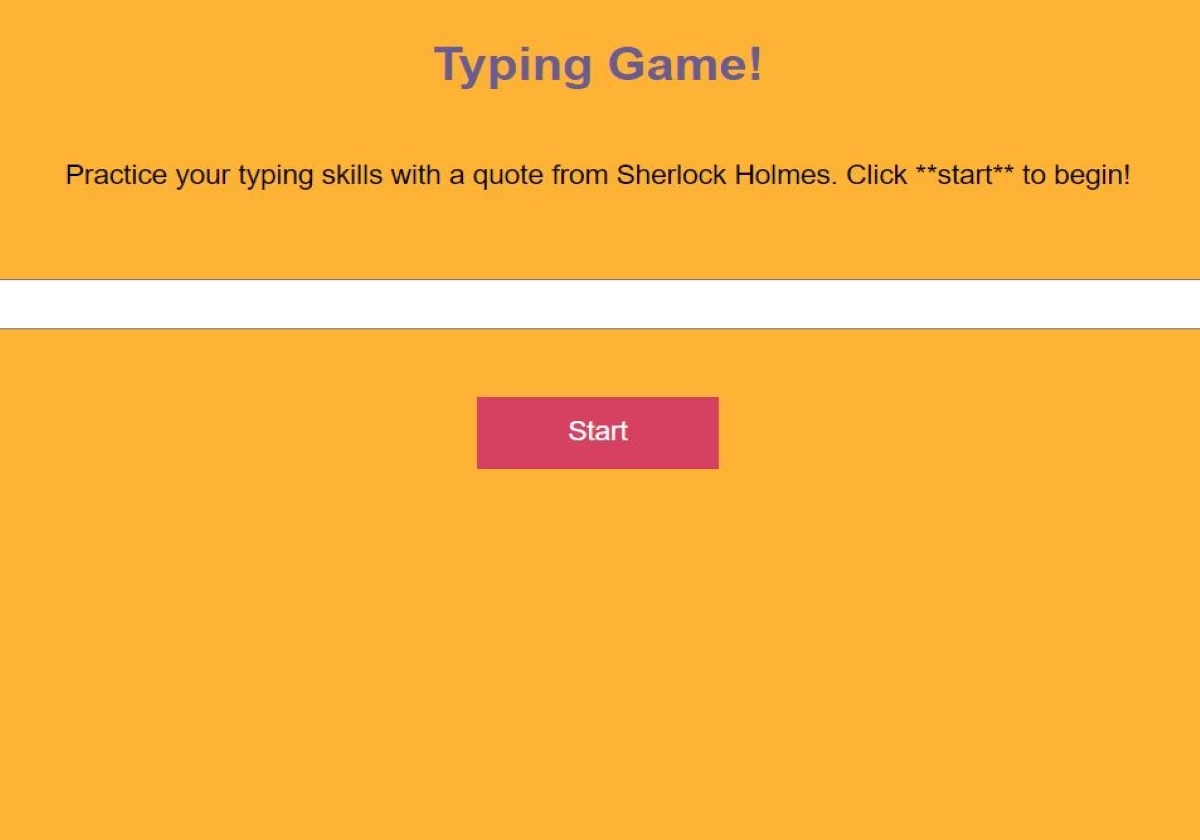 Typing Game!
Practice your typing skills with a quote from Sherlock Holmes. Click **start** to begin!
Start